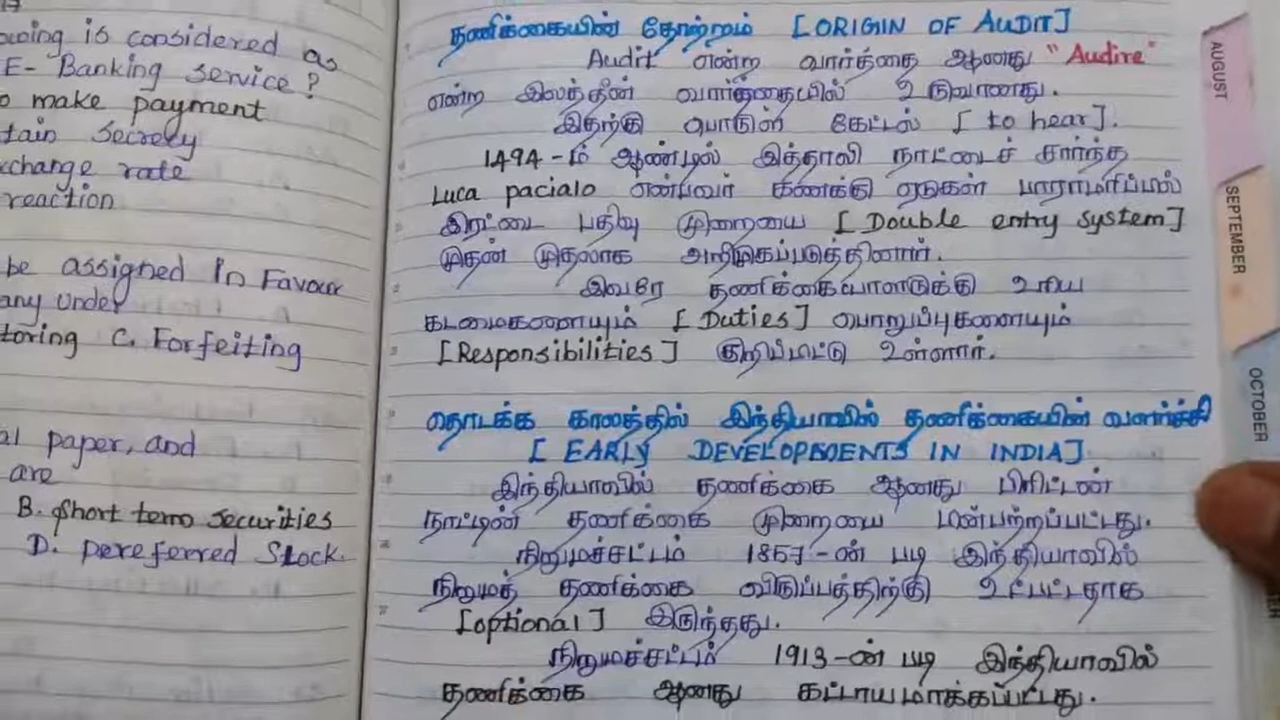 owing is considered as
E- Banking service?
o make payment
tain secrecy
xchange rate
reaction
be assigned In Favour
any under
toring C. Forfeiting
al paper, and
are
B. Short term securities
D. pereferred Stock.
தணிக்கையின் தோற்றம் [ORIGIN OF AUDIT]
Audit என்ற வார்த்தை ஆனது "Audire"
என்ற இலத்தீன் வார்த்தையில் உருவானது.
இதற்கு பொருள் கேட்டல் [to hear].
1494-ம் ஆண்டில் இத்தாலி நாட்டைச் சார்ந்த
Luca pacialo என்பவர் கணக்கு ஏடுகள் பாராமரிப்பில்
இரட்டை பதிவு முறையை [Double entry system]
முதன் முதலாக அறிமுகப்படுத்தினார்.
இவரே தணிக்கையாளருக்கு உரிய
கடமைகளையும் [Duties] பொறுப்புகளையும்
[Responsibilities] குறிப்பிட்டு உள்ளார்.
தொடக்க காலத்தில் இந்தியாவில் தணிக்கையின் வளர்ச்சி
[EARLY DEVELOPMENTS IN INDIA]
இந்தியாவில் தணிக்கை ஆனது பிரிட்டன்
நாட்டின் தணிக்கை முறையை பின்பற்றப்பட்டது.
நிறுமச்சட்டம் 1857-ன் படி இந்தியாவில்
நிறுமத் தணிக்கை விருப்பத்திற்கு உட்பட்டதாக
[optional] இருந்தது.
நிறுமச்சட்டம் 1913-ன் படி இந்தியாவில்
தணிக்கை ஆனது கட்டாயமாக்கப்பட்டது.
AUGUST
SEPTEMBER
OCTOBER